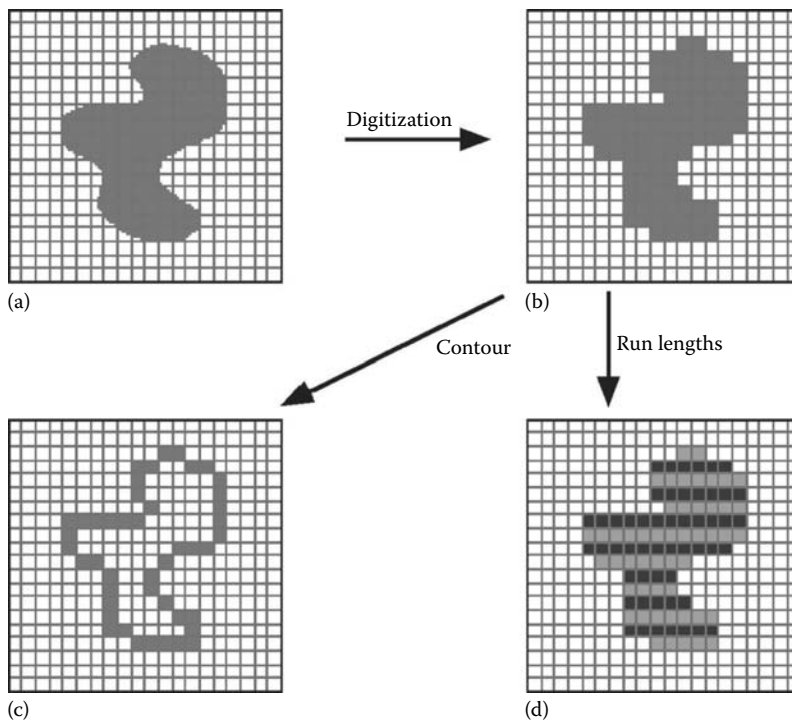 Digitization
(a)
(b)
Contour
Run lengths
(c)
(d)